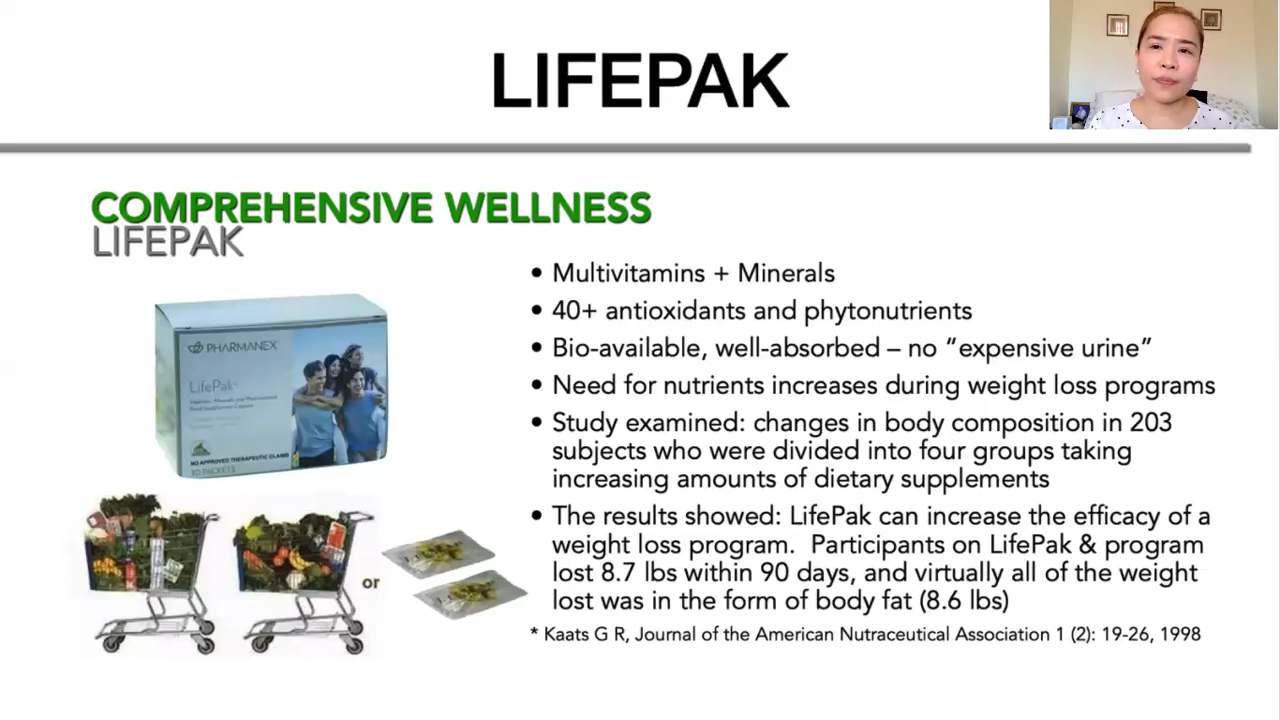 LIFEPAK
COMPREHENSIVE WELLNESS
LIFEPAK
PHARMANEX
LifePak
NO APPROVED THERAPEUTIC CLAIMS
30 PACKETS
or
• Multivitamins + Minerals
• 40+ antioxidants and phytonutrients
• Bio-available, well-absorbed – no “expensive urine”
• Need for nutrients increases during weight loss programs
• Study examined: changes in body composition in 203
subjects who were divided into four groups taking
increasing amounts of dietary supplements
• The results showed: LifePak can increase the efficacy of a
weight loss program.  Participants on LifePak & program
lost 8.7 lbs within 90 days, and virtually all of the weight
lost was in the form of body fat (8.6 lbs)
* Kaats G R, Journal of the American Nutraceutical Association 1 (2): 19-26, 1998